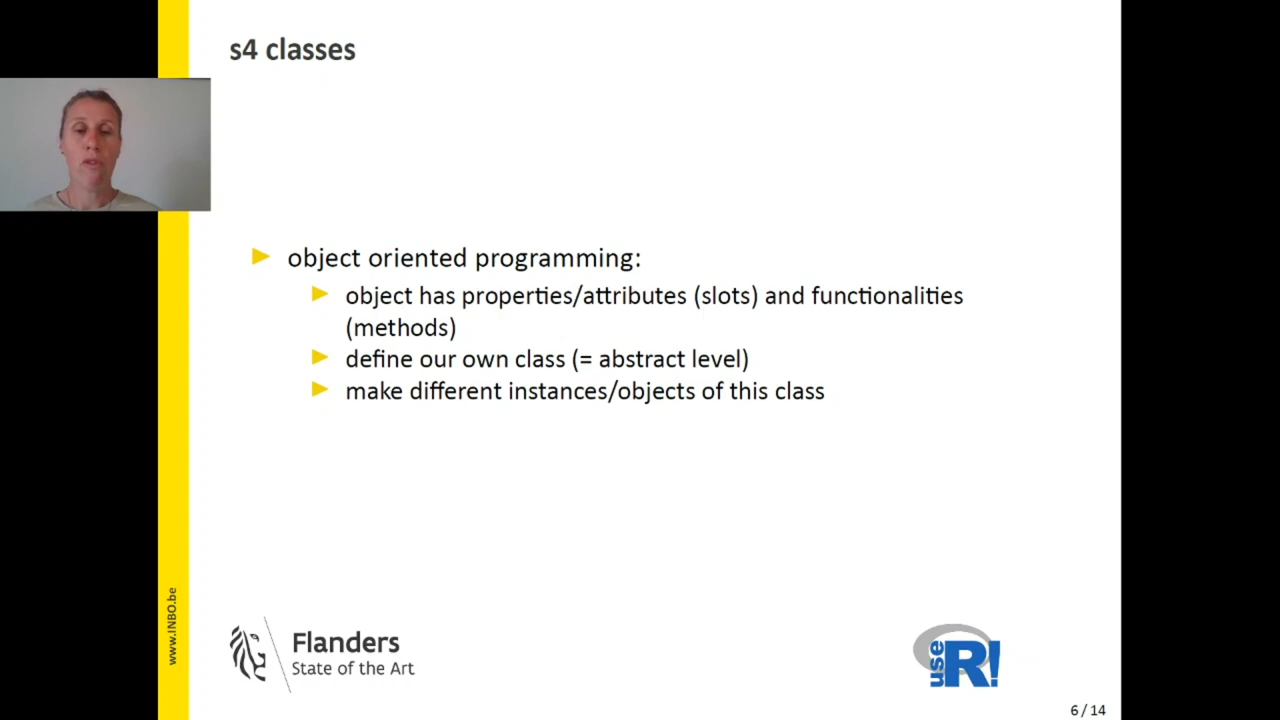 s4 classes
object oriented programming:
object has properties/attributes (slots) and functionalities
(methods)
define our own class (= abstract level)
make different instances/objects of this class
www.INBO.be
Flanders
State of the Art
use R!
6 / 14